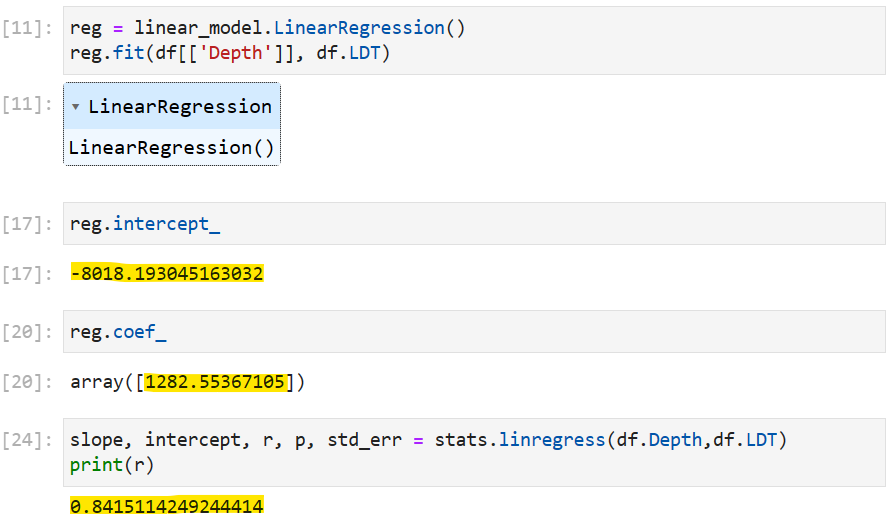 [11]: reg = linear_model.LinearRegression()
reg.fit(df[['Depth']], df.LDT)
[11]: ▾ LinearRegression
LinearRegression()
[17]: reg.intercept_
[17]: -8018.193045163032
[20]: reg.coef_
[20]: array([1282.55367105])
[24]: slope, intercept, r, p, std_err = stats.linregress(df.Depth,df.LDT)
print(r)
0.8415114249244414